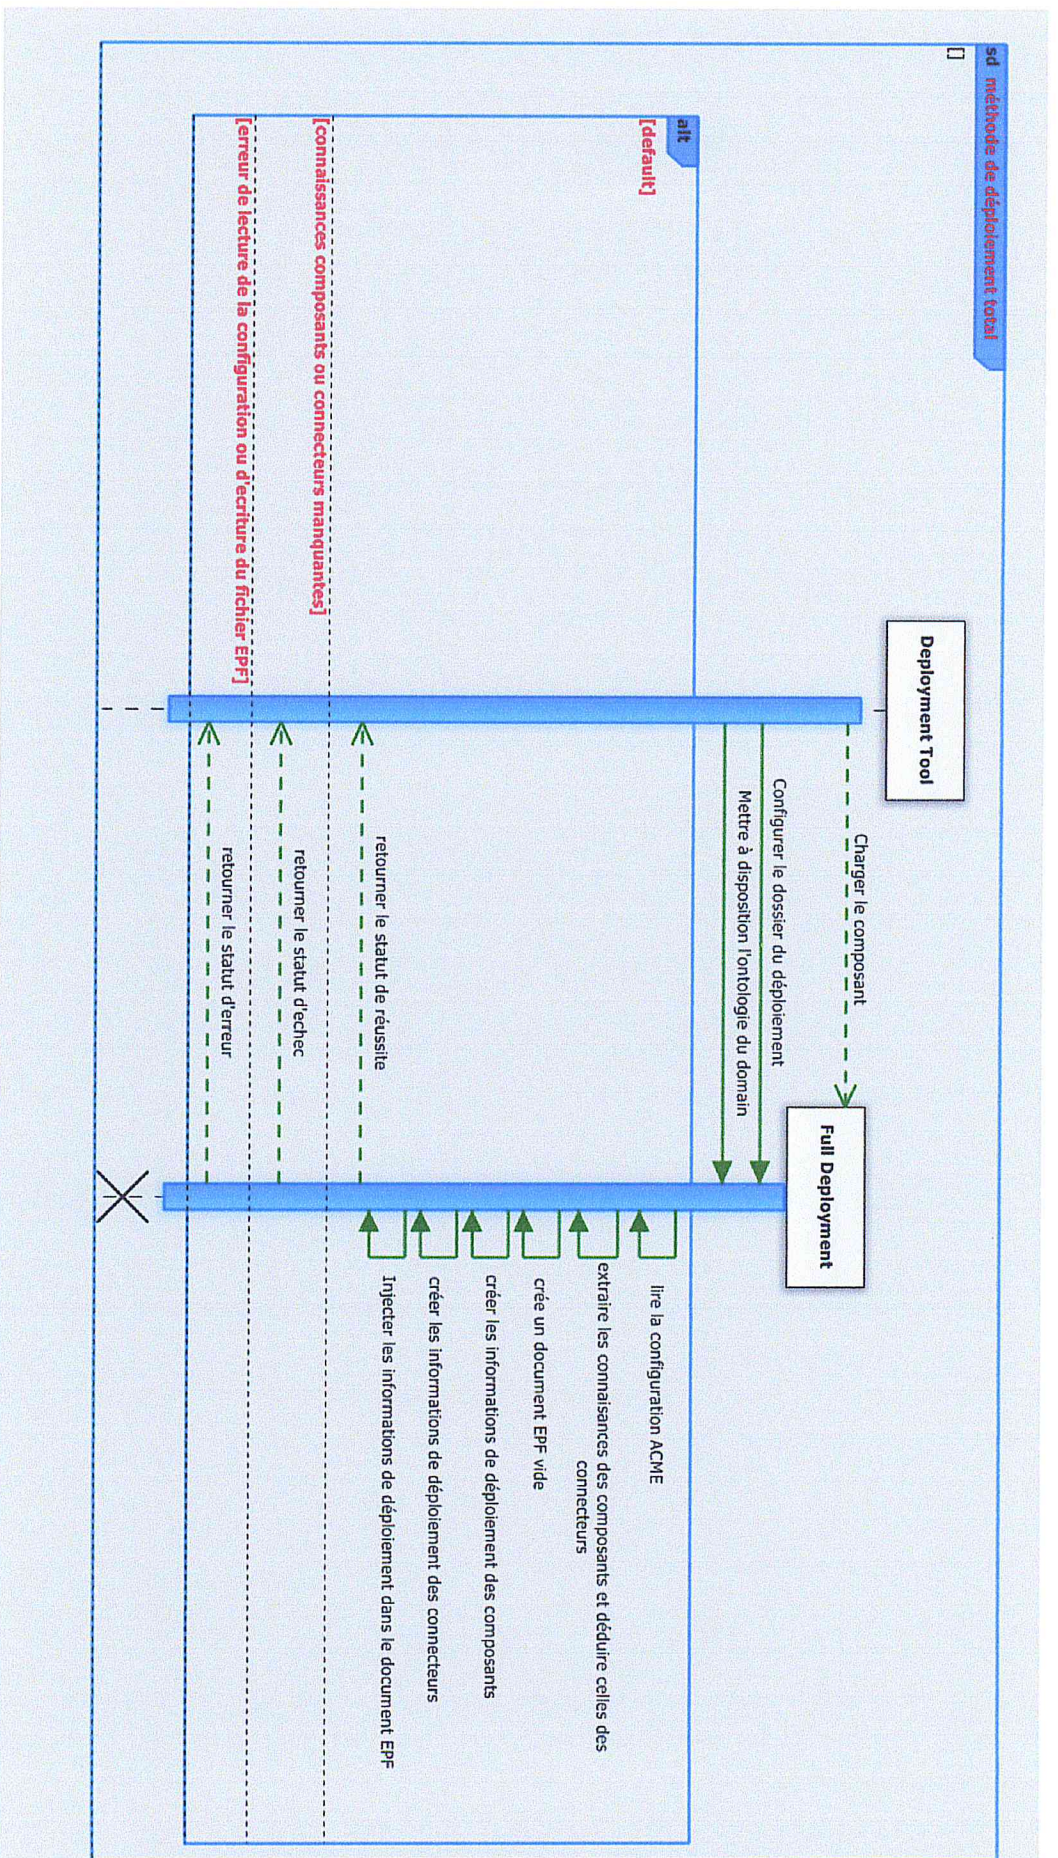 sd méthode de déploiement total
[]
Deployment Tool
Charger le composant
Full Deployment
Configurer le dossier du déploiement
Mettre à disposition l'ontologie du domain
alt
[default]
lire la configuration ACME
extraire les connaisances des composants et déduire celles des
connecteurs
crée un document EPF vide
créer les informations de déploiement des composants
créer les informations de déploiement des connecteurs
Injecter les informations de déploiement dans le document EPF
retourner le statut de réussite
[connaissances composants ou connecteurs manquantes]
retourner le statut d'echec
[erreur de lecture de la configuration ou d'ecriture du fichier EPF]
retourner le statut d'erreur